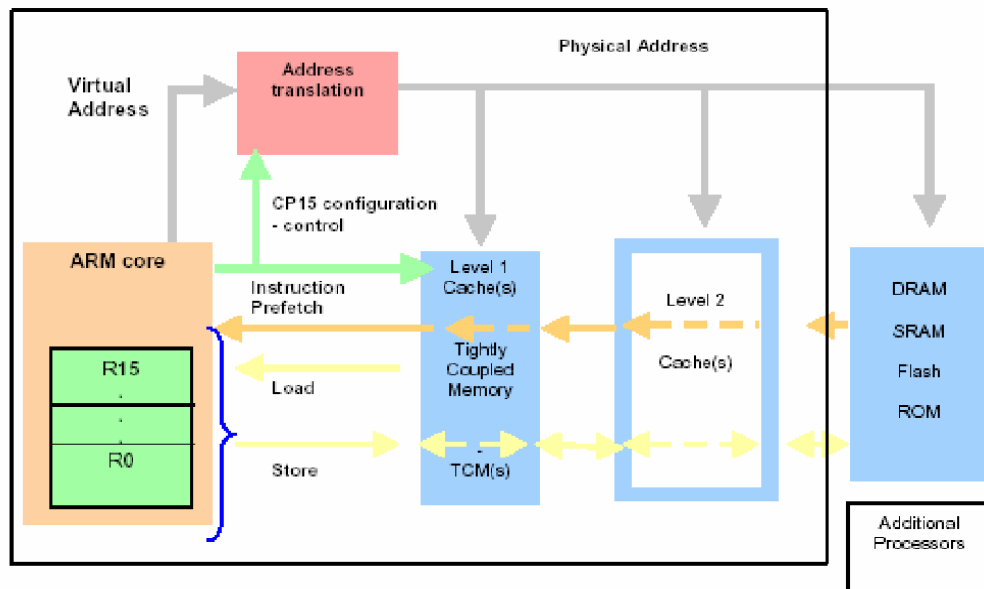 Physical Address
Virtual
Address
Address
translation
CP15 configuration
- control
ARM core
Instruction
Prefetch
R15
.
.
.
R0
Load
Store
Level 1
Cache(s)
Tightly
Coupled
Memory
-
TCM(s)
Level 2
Cache(s)
DRAM
SRAM
Flash
ROM
Additional
Processors